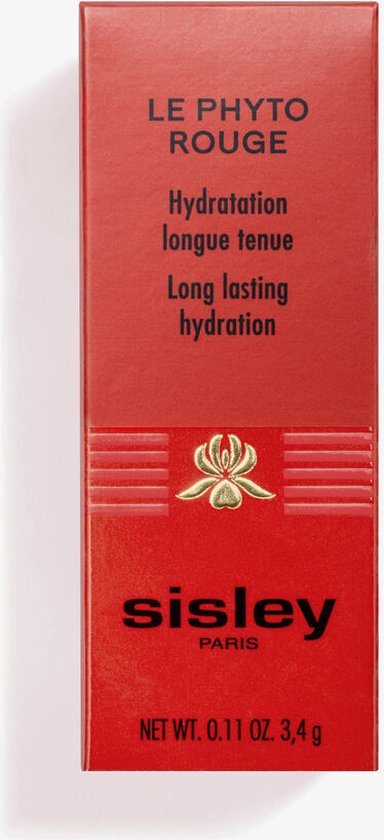 LE PHYTO
ROUGE
Hydratation
longue tenue
Long lasting
hydration
sisley
PARIS
NET WT. 0.11 OZ. 3,4 g